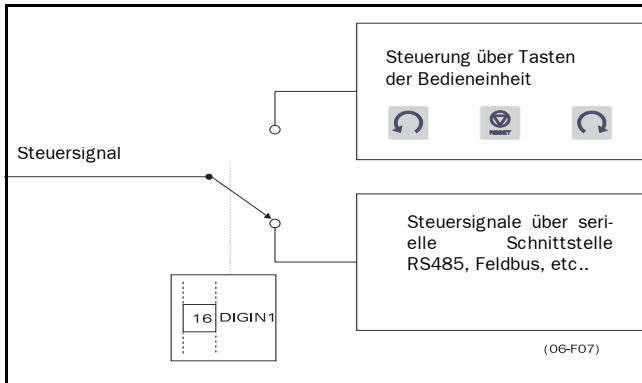 Steuerung über Tasten
der Bedieneinheit
RESET
Steuersignal
Steuersignale über seri-
elle Schnittstelle
RS485, Feldbus, etc..
16 DIGIN1
(06-F07)